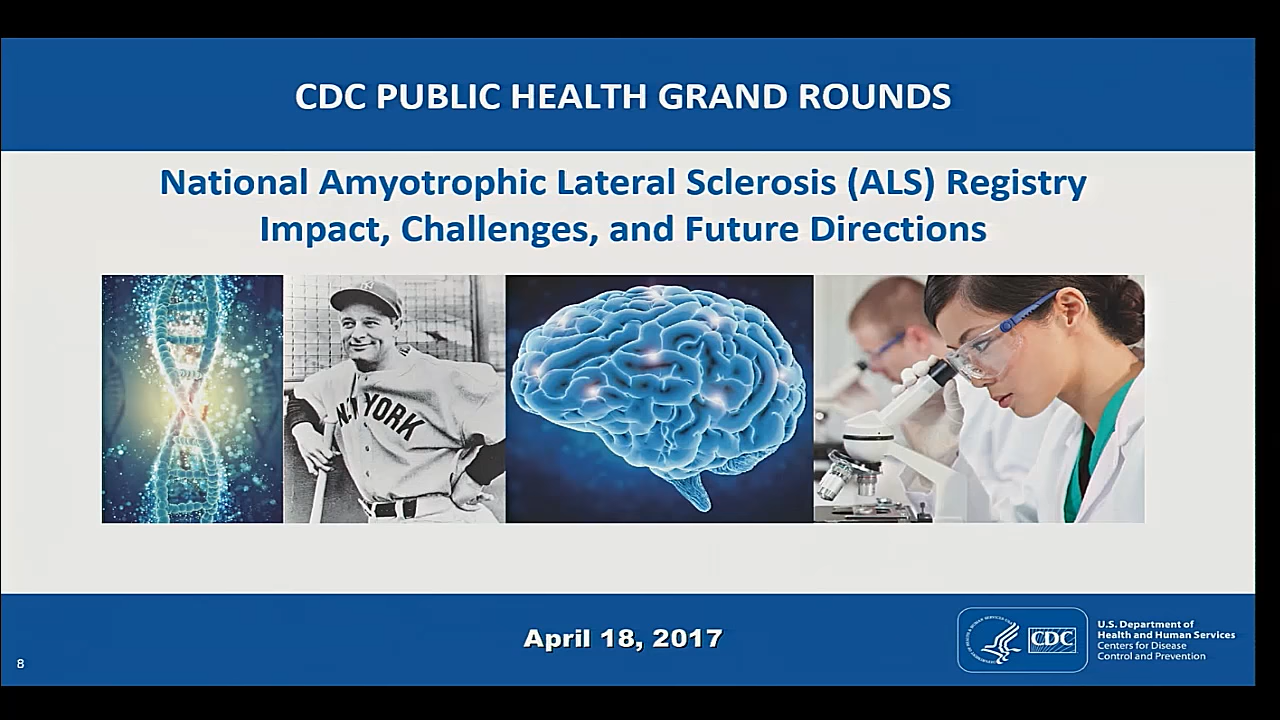 CDC PUBLIC HEALTH GRAND ROUNDS
National Amyotrophic Lateral Sclerosis (ALS) Registry
Impact, Challenges, and Future Directions
YORK
April 18, 2017
CDC
U.S. Department of
Health and Human Services
Centers for Disease
Control and Prevention
8